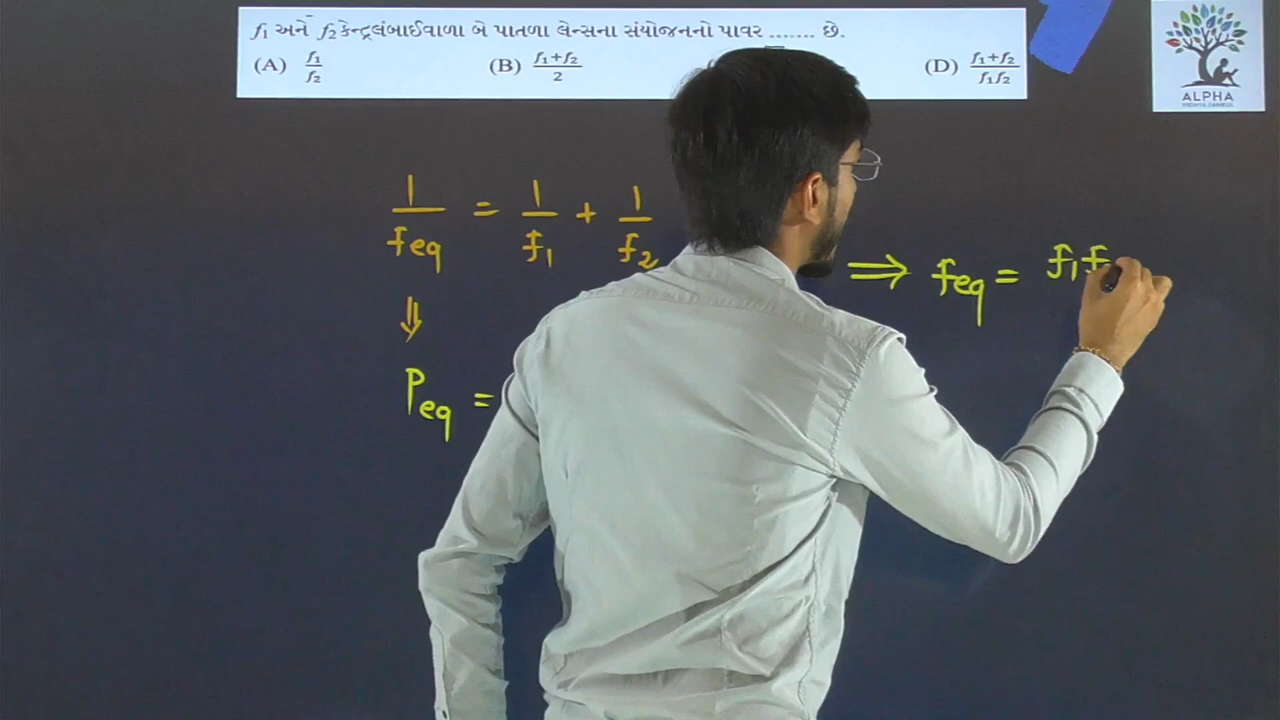 f₁ અને f₂ કેન્દ્રલંબાઈવાળા બે પાતળા લેન્સના સંયોજનનો પાવર ....... છે.
(A) f₁/f₂ (B) f₁+f₂/2 (D) f₁+f₂/f₁f₂
ALPHA
1/feq = 1/f₁ + 1/f₂
⇒ feq = f₁f
⇓
Peq =